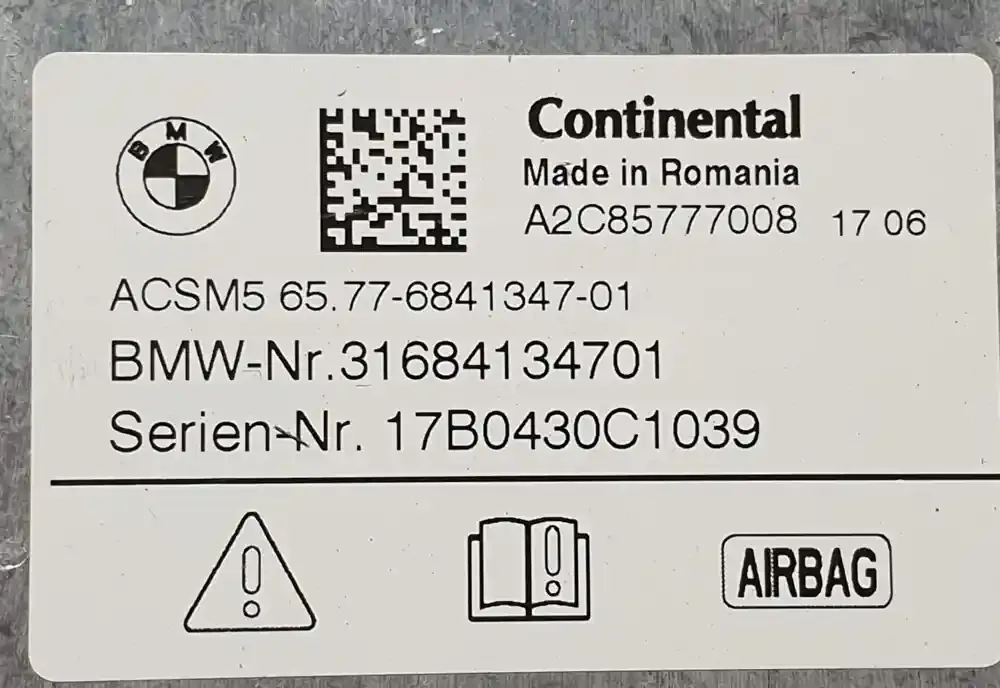 BMW
Continental
Made in Romania
A2C85777008 17 06
ACSM5 65.77-6841347-01
BMW-Nr.31684134701
Serien-Nr. 17B0430C1039
AIRBAG